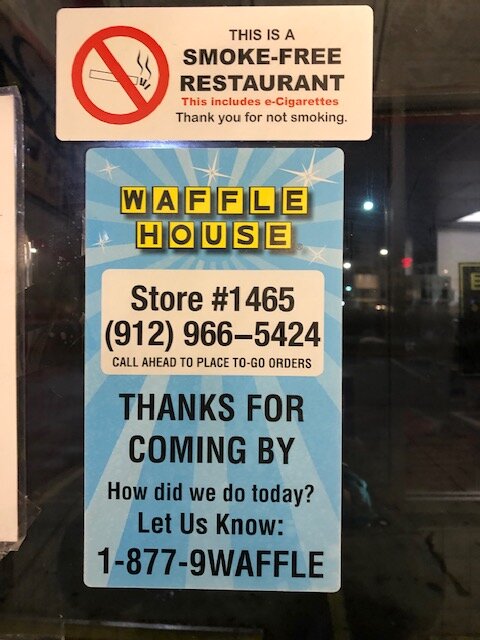 THIS IS A
SMOKE-FREE
RESTAURANT
This includes e-Cigarettes
Thank you for not smoking.
WAFFLE
HOUSE
Store #1465
(912) 966–5424
CALL AHEAD TO PLACE TO-GO ORDERS
THANKS FOR
COMING BY
How did we do today?
Let Us Know:
1-877-9WAFFLE